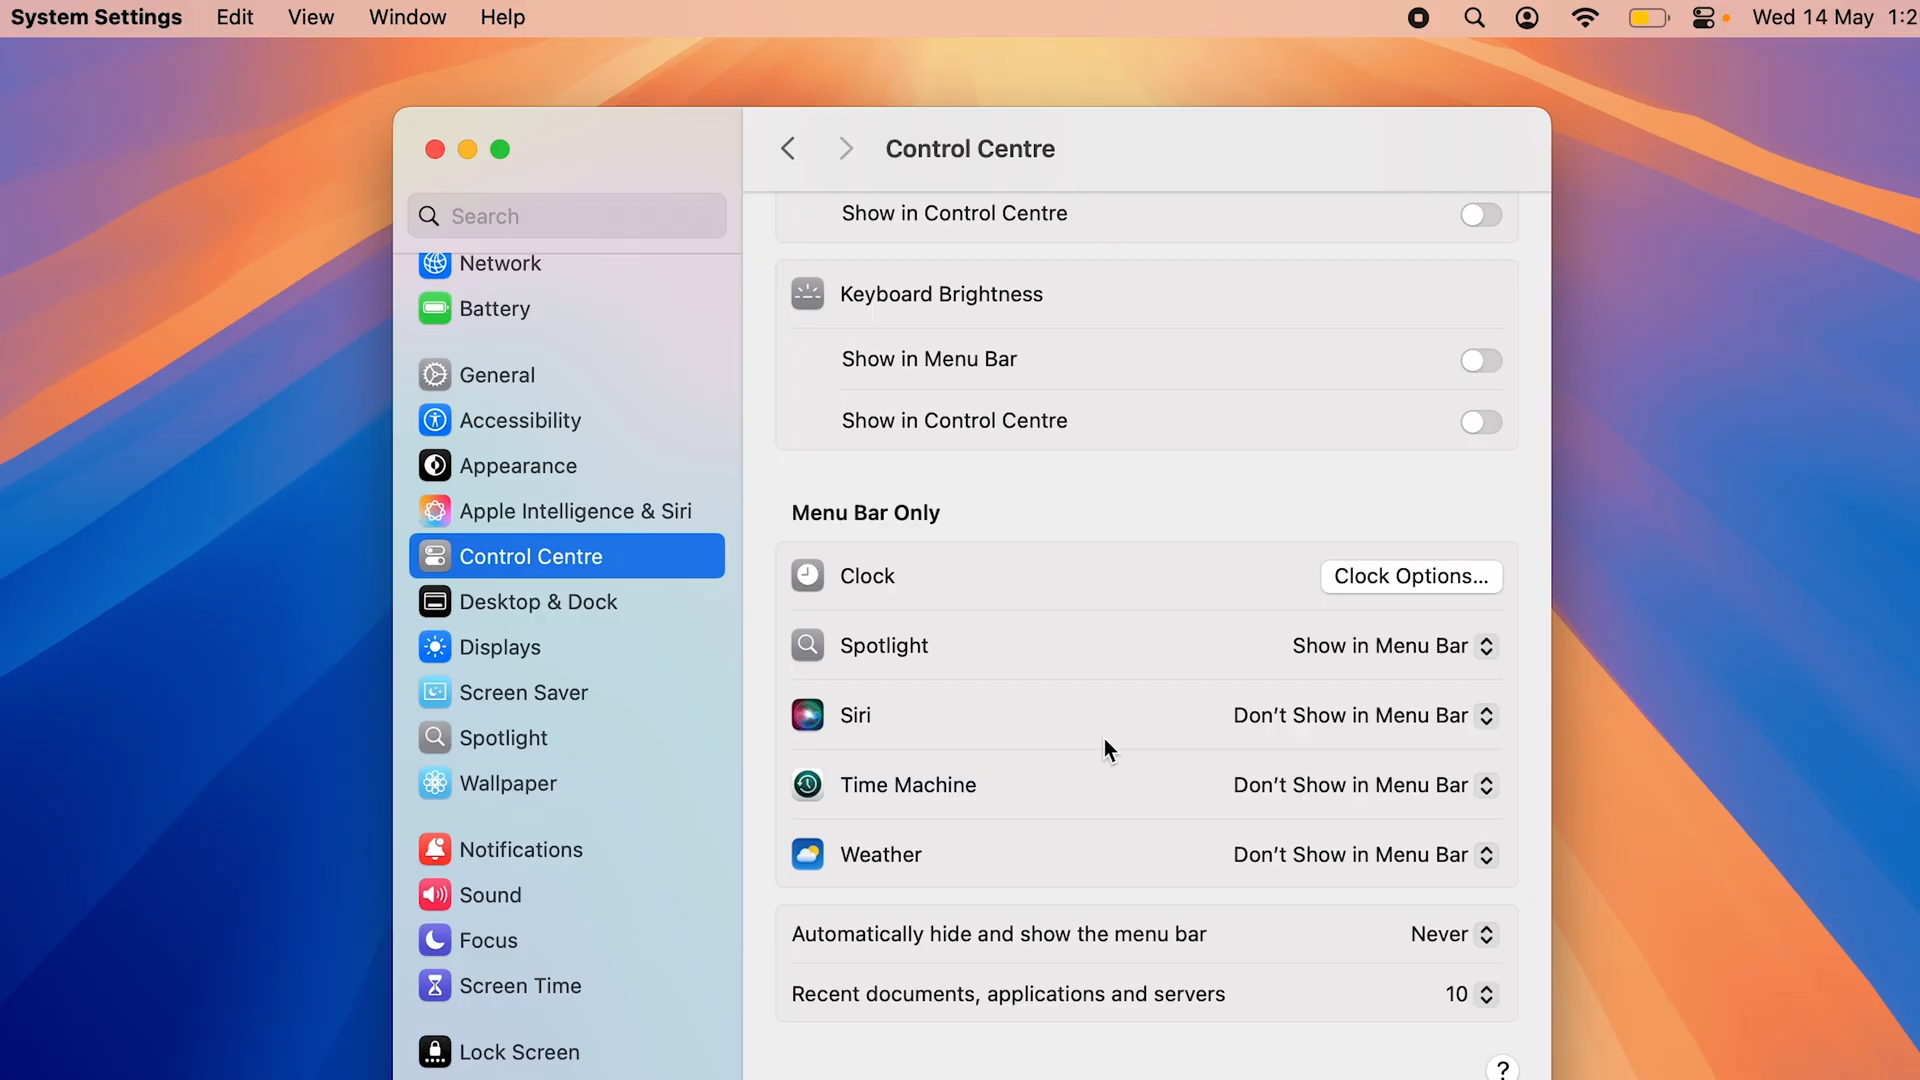 System Settings Edit View Window Help Wed 14 May 1:2
Control Centre
Search
Network
Battery
General
Accessibility
Appearance
Apple Intelligence & Siri
Control Centre
Desktop & Dock
Displays
Screen Saver
Spotlight
Wallpaper
Notifications
Sound
Focus
Screen Time
Lock Screen
Show in Control Centre
Keyboard Brightness
Show in Menu Bar
Show in Control Centre
Menu Bar Only
Clock Clock Options...
Spotlight Show in Menu Bar
Siri Don't Show in Menu Bar
Time Machine Don't Show in Menu Bar
Weather Don't Show in Menu Bar
Automatically hide and show the menu bar Never
Recent documents, applications and servers 10
?